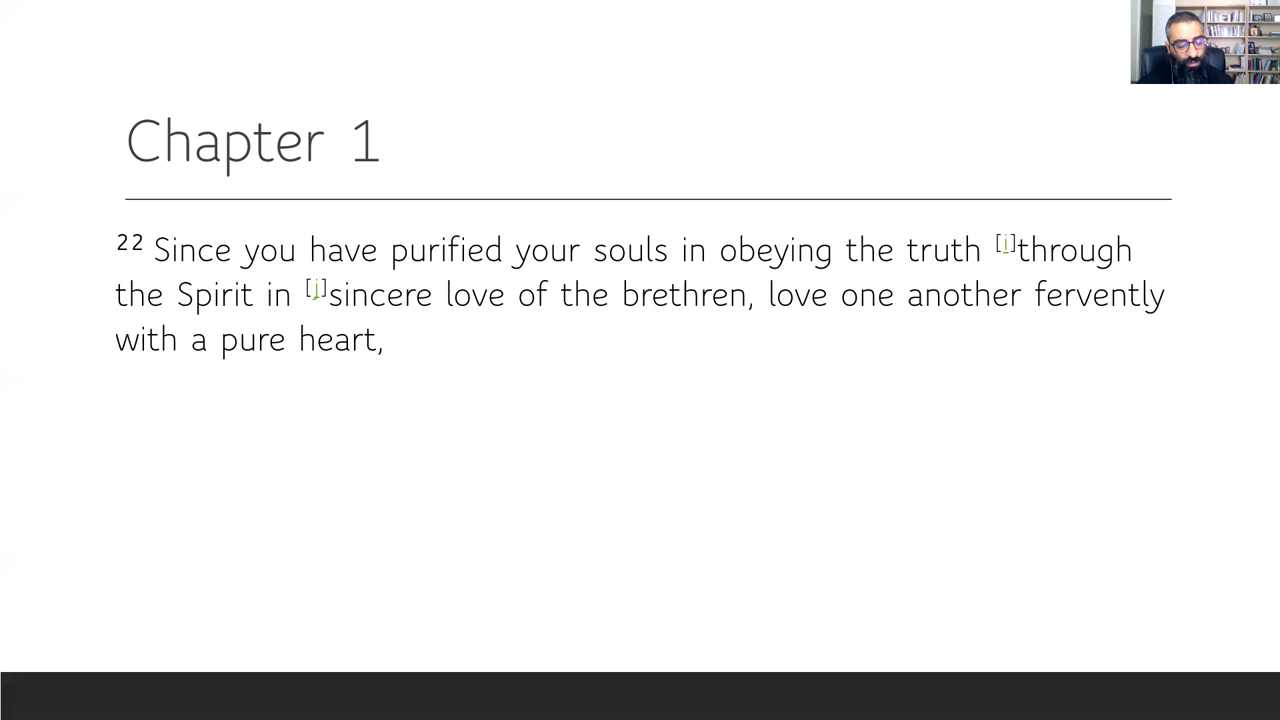 Chapter 1
22 Since you have purified your souls in obeying the truth [i]through
the Spirit in [j]sincere love of the brethren, love one another fervently
with a pure heart,